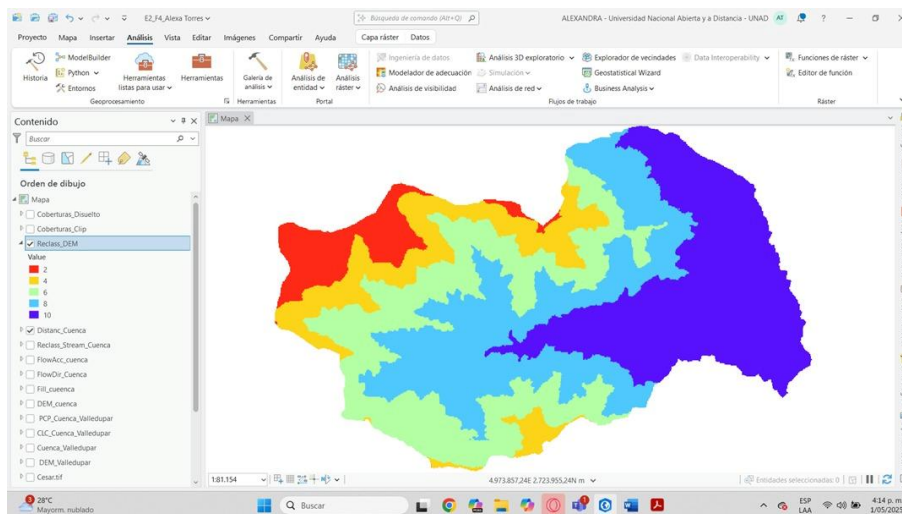 E2_F4_Alexa Torres
Búsqueda de comando (Alt+Q)
ALEXANDRA - Universidad Nacional Abierta y a Distancia - UNAD
AT
?
Proyecto Mapa Insertar Análisis Vista Editar Imágenes Compartir Ayuda Capa ráster Datos
Historia
ModelBuilder
Python
Entornos
Herramientas listas para usar
Herramientas
Geoprocesamiento
Galería de análisis
Herramientas
Análisis de entidad
Análisis ráster
Portal
Ingeniería de datos
Modelador de adecuación
Análisis de visibilidad
Análisis 3D exploratorio
Simulación
Análisis de red
Explorador de vecindades
Geostatistical Wizard
Business Analysis
Data Interoperability
Flujos de trabajo
Funciones de ráster
Editor de función
Ráster
Contenido
Buscar
Orden de dibujo
Mapa
Coberturas_Disuelto
Coberturas_Clip
Reclass_DEM
Value
2
4
6
8
10
Distanc_Cuenca
Reclass_Stream_Cuenca
FlowAcc_cuenca
FlowDir_Cuenca
Fill_cueenca
DEM_cuenca
PCP_Cuenca_Valledupar
CLC_Cuenca_Valledupar
Cuenca_Valledupar
DEM_Valledupar
Cesar.tif
Mapa
1:81.154
4.973.857,24E 2.723.955,24N m
Entidades seleccionadas: 0
28°C
Mayorm. nublado
Buscar
ESP
LAA
4:14 p. m.
1/05/2025